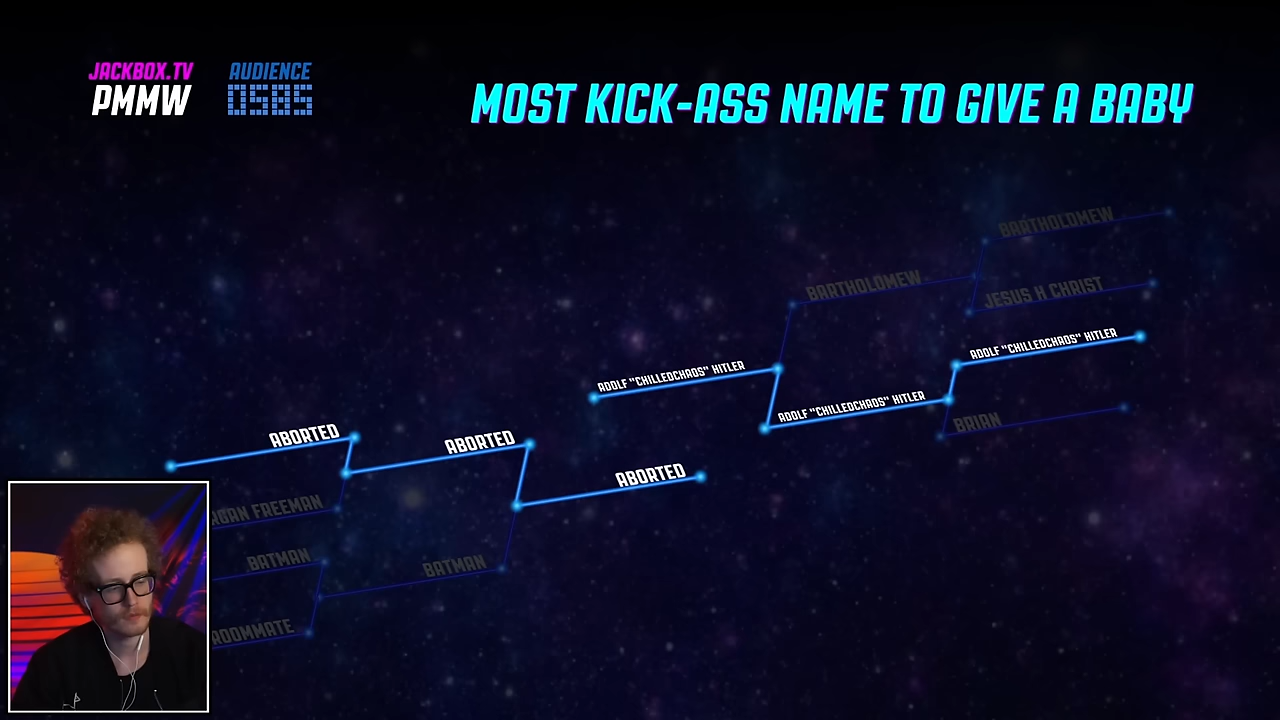 JACKBOX.TV
PMMW
AUDIENCE
0585
MOST KICK-ASS NAME TO GIVE A BABY
BARTHOLOMEW
BARTHOLOMEW
JESUS H CHRIST
ADOLF "CHILLEDCHAOS" HITLER
ADOLF "CHILLEDCHAOS" HITLER
ADOLF "CHILLEDCHAOS" HITLER
BRIAN
ABORTED
ABORTED
ABORTED
FREEMAN
BATMAN
BATMAN
ROOMMATE